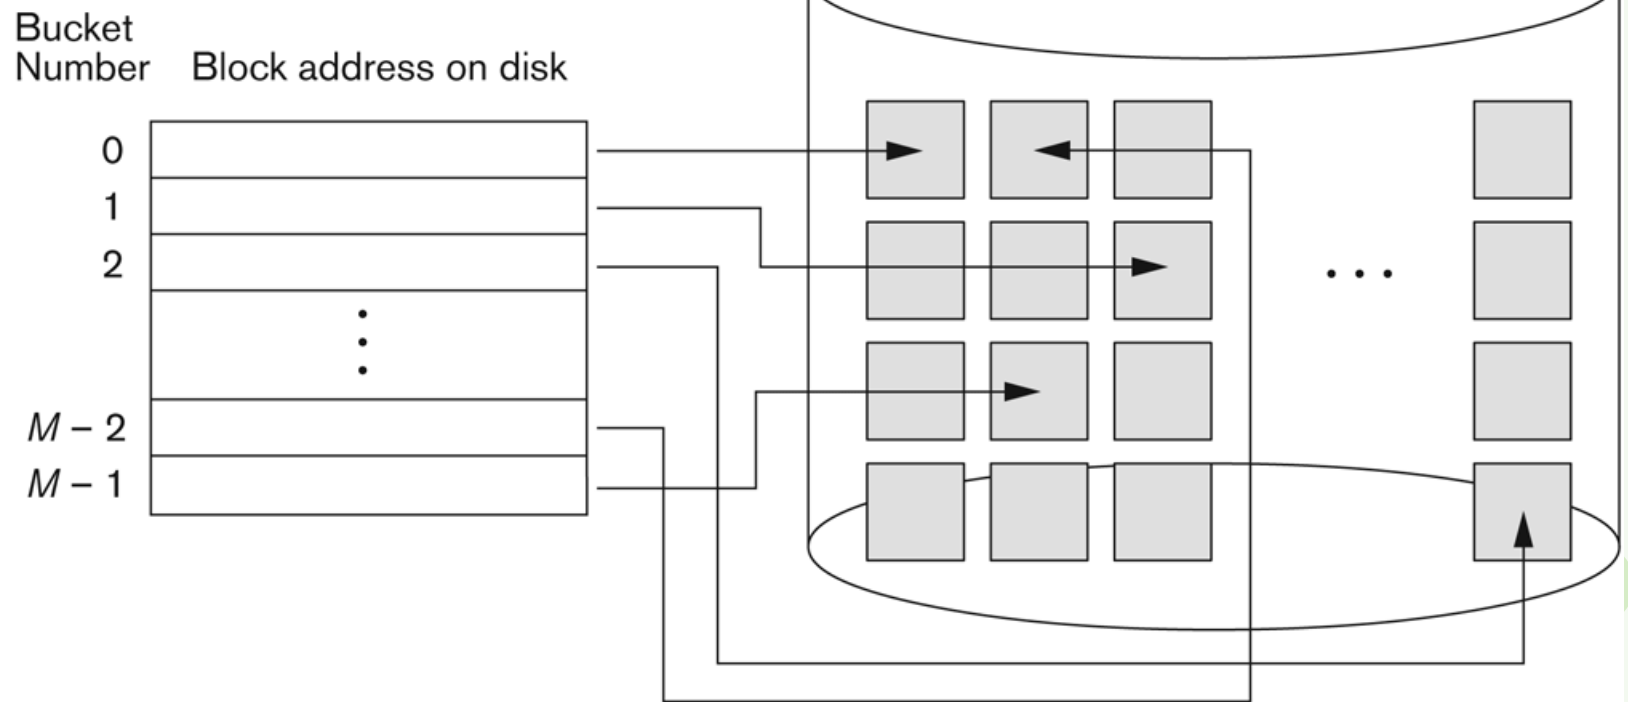 Bucket
Number Block address on disk
0
1
2
M – 2
M – 1